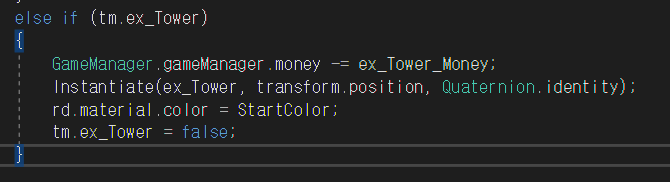 else if (tm.ex_Tower)
{
GameManager.gameManager.money -= ex_Tower_Money;
Instantiate(ex_Tower, transform.position, Quaternion.identity);
rd.material.color = StartColor;
tm.ex_Tower = false;
}